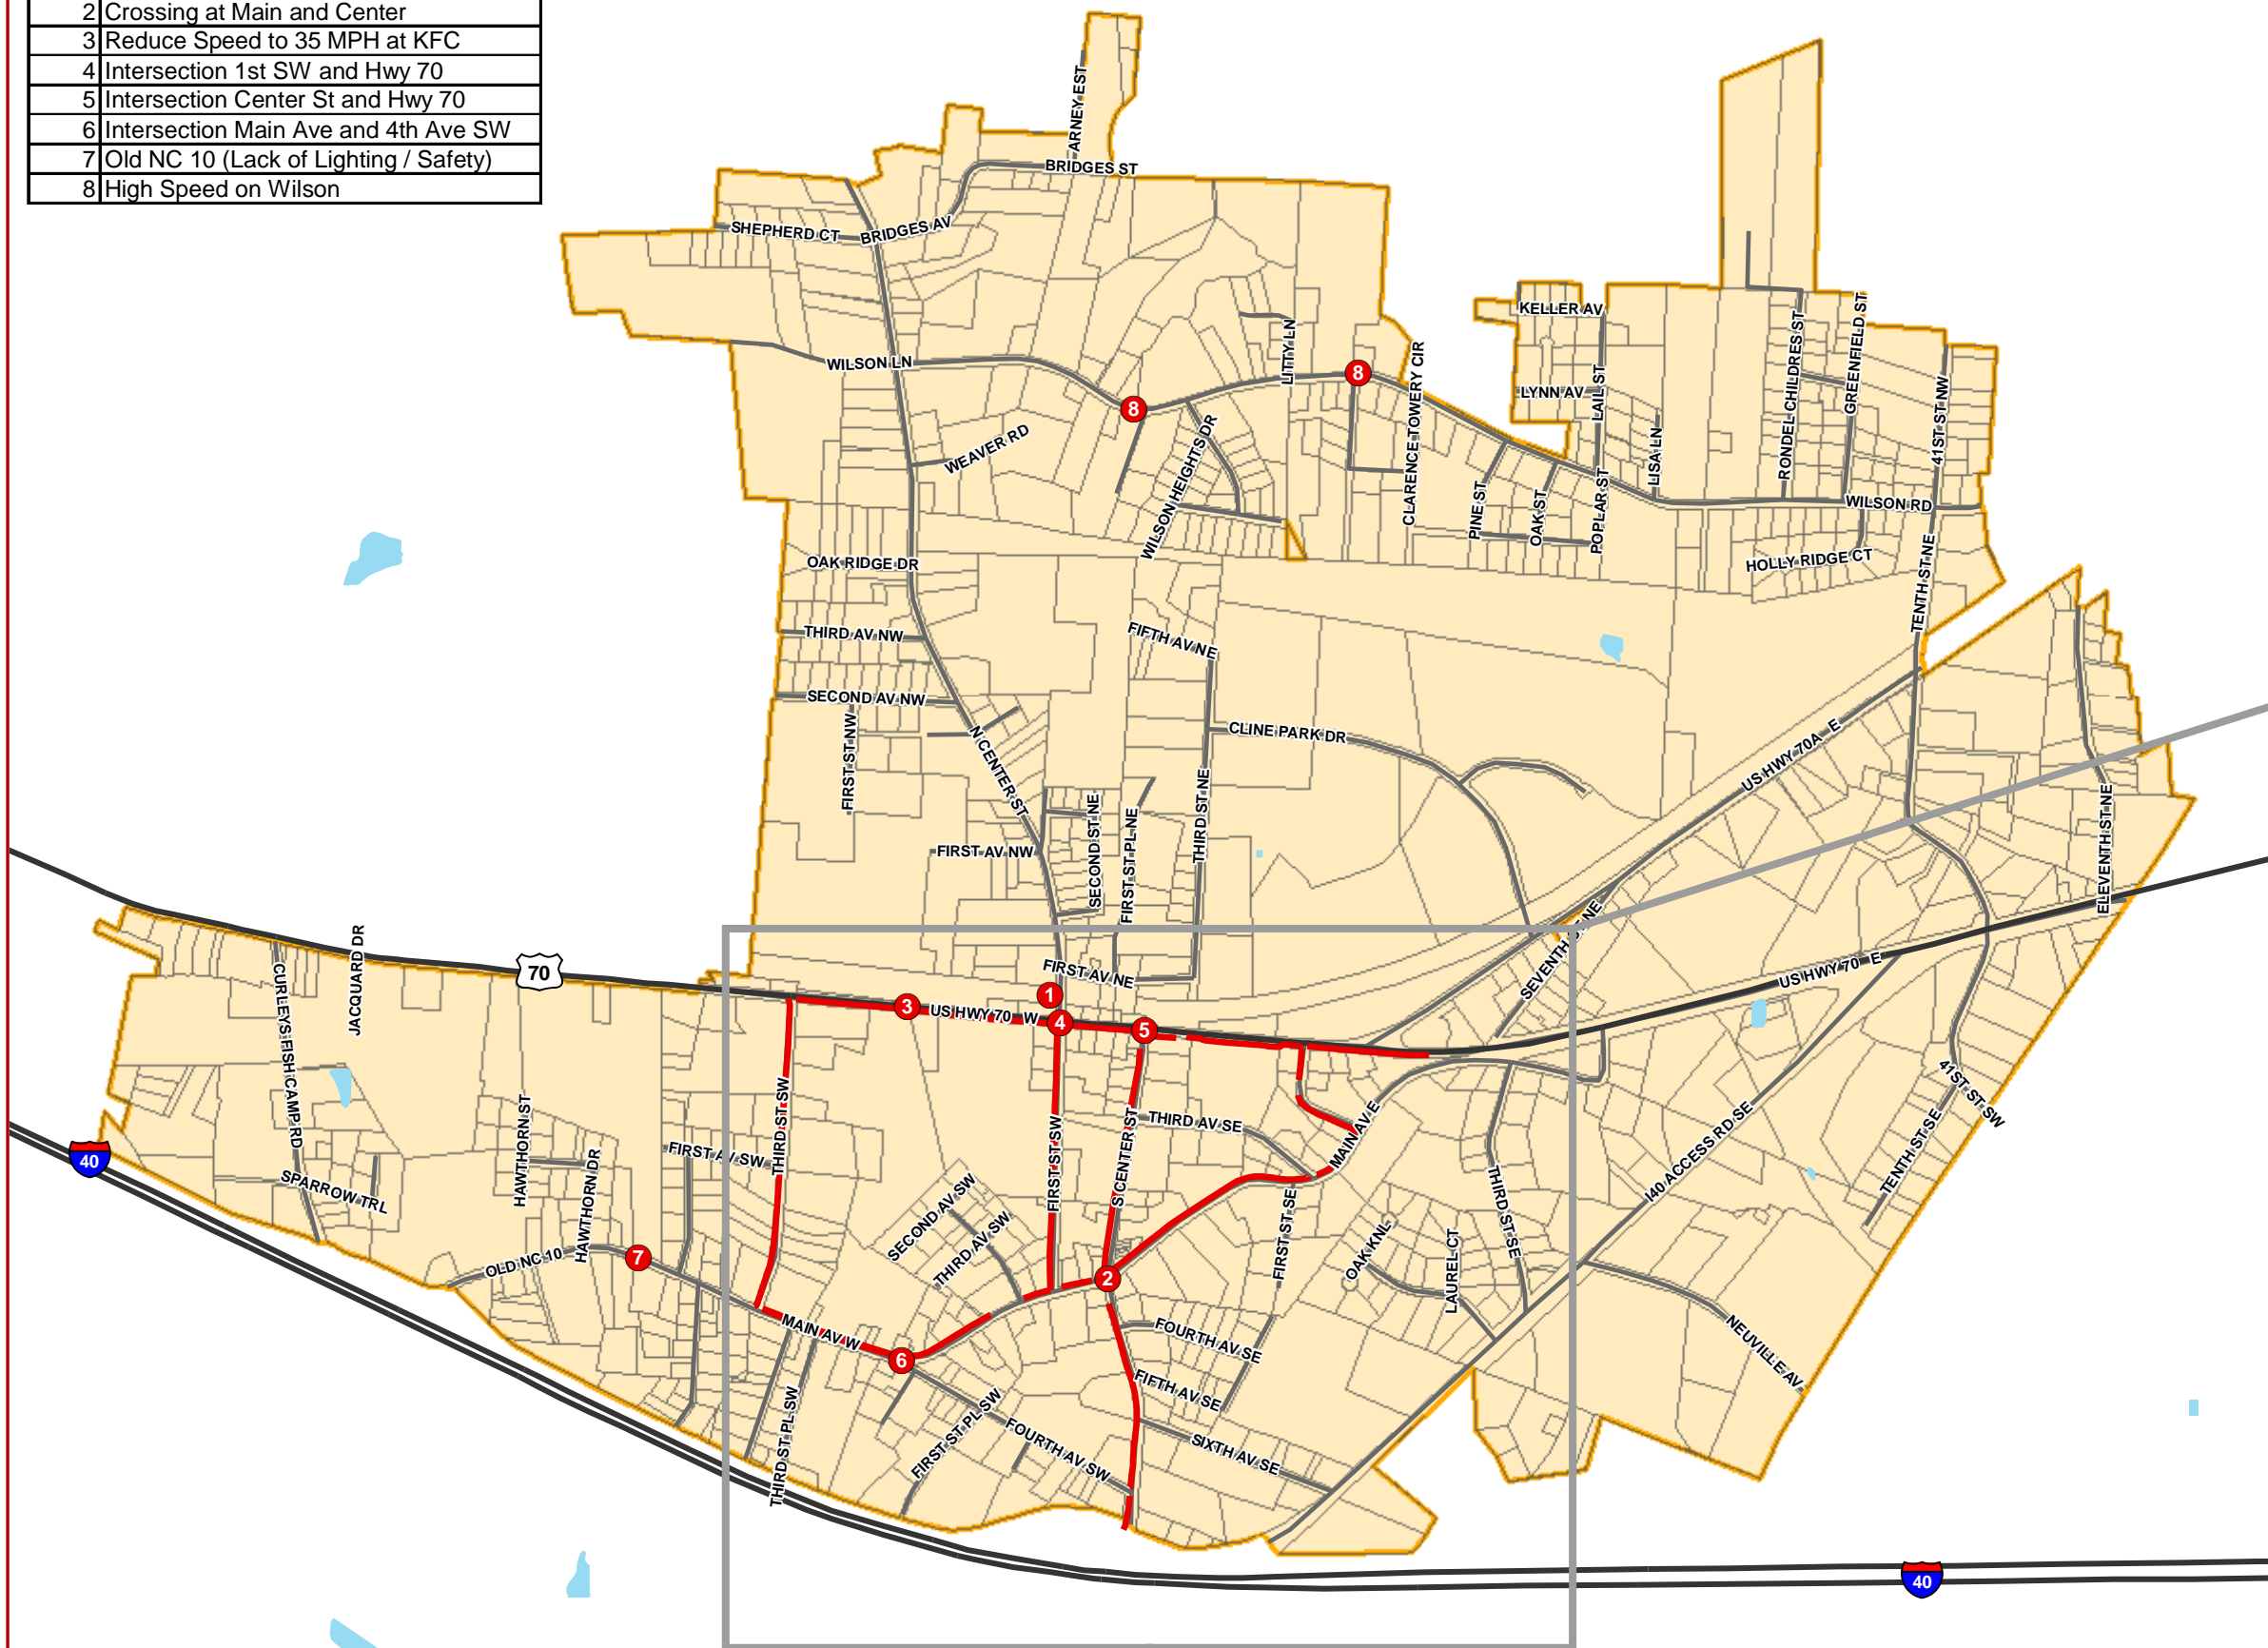 2 Crossing at Main and Center
3 Reduce Speed to 35 MPH at KFC
4 Intersection 1st SW and Hwy 70
5 Intersection Center St and Hwy 70
6 Intersection Main Ave and 4th Ave SW
7 Old NC 10 (Lack of Lighting / Safety)
8 High Speed on Wilson
ARNEY EST
BRIDGES ST
SHEPHERD CT
BRIDGES AV
KELLER AV
WILSON LN
LITTY LN
8
8
CLARENCE TOWERY CIR
LYNN AV
LAIL ST
RONDEL CHILDRES ST
GREENFIELD ST
41ST ST NW
WEAVER RD
WILSON HEIGHTS DR
LISA LN
PINE ST
OAK ST
POPLAR ST
WILSON RD
OAK RIDGE DR
HOLLY RIDGE CT
TENTH ST NE
THIRD AV NW
FIFTH AV NE
SECOND AV NW
FIRST ST NW
N CENTER ST
CLINE PARK DR
US HWY 70A E
SECOND ST NE
FIRST ST PL NE
THIRD ST NE
FIRST AV NW
ELEVENTH ST NE
SEVENTH ST NE
JACQUARD DR
CURLEYS FISH CAMP RD
70
FIRST AV NE
US HWY 70 E
1
3
US HWY 70 W
4
5
HAWTHORN ST
THIRD ST SW
FIRST ST SW
S CENTER ST
THIRD AV SE
MAIN AV E
I40 ACCESS RD SE
41ST ST SW
TENTH ST SE
40
SPARROW TRL
HAWTHORN DR
FIRST AV SW
SECOND AV SW
THIRD AV SW
FIRST ST SE
OAK KNL
LAUREL CT
THIRD ST SE
OLD NC 10
7
2
MAIN AV W
6
FOURTH AV SE
NEUVILLE AV
THIRD ST PL SW
FIRST ST PL SW
FIFTH AV SE
FOURTH AV SW
SIXTH AV SE
40